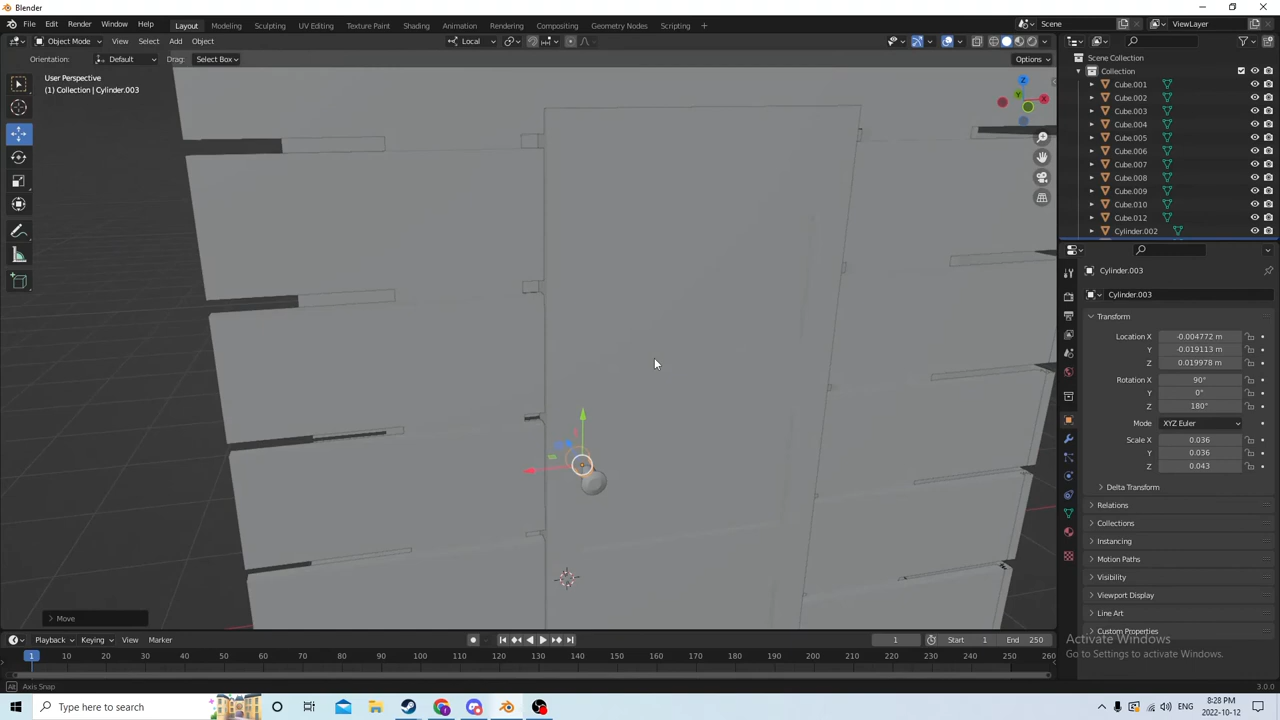 Blender
File Edit Render Window Help
Layout Modeling Sculpting UV Editing Texture Paint Shading Animation Rendering Compositing Geometry Nodes Scripting +
Scene ViewLayer
Object Mode View Select Add Object Local
Orientation: Default Drag: Select Box Options
User Perspective
(1) Collection | Cylinder.003
Z
Y
X
Scene Collection
Collection
Cube.001
Cube.002
Cube.003
Cube.004
Cube.005
Cube.006
Cube.007
Cube.008
Cube.009
Cube.010
Cube.012
Cylinder.002
Cylinder.003
Cylinder.003
Transform
Location X -0.004772 m
Y -0.019113 m
Z 0.019978 m
Rotation X 90°
Y 0°
Z 180°
Mode XYZ Euler
Scale X 0.036
Y 0.036
Z 0.043
Delta Transform
Relations
Collections
Instancing
Motion Paths
Visibility
Viewport Display
Line Art
Custom Properties
Activate Windows
Go to Settings to activate Windows.
Move
Playback Keying View Marker 1 Start 1 End 250
1 10 20 30 40 50 60 70 80 90 100 110 120 130 140 150 160 170 180 190 200 210 220 230 240 250 260
Alt Axis Snap 3.0.0
Type here to search
ENG
8:28 PM
2022-10-12